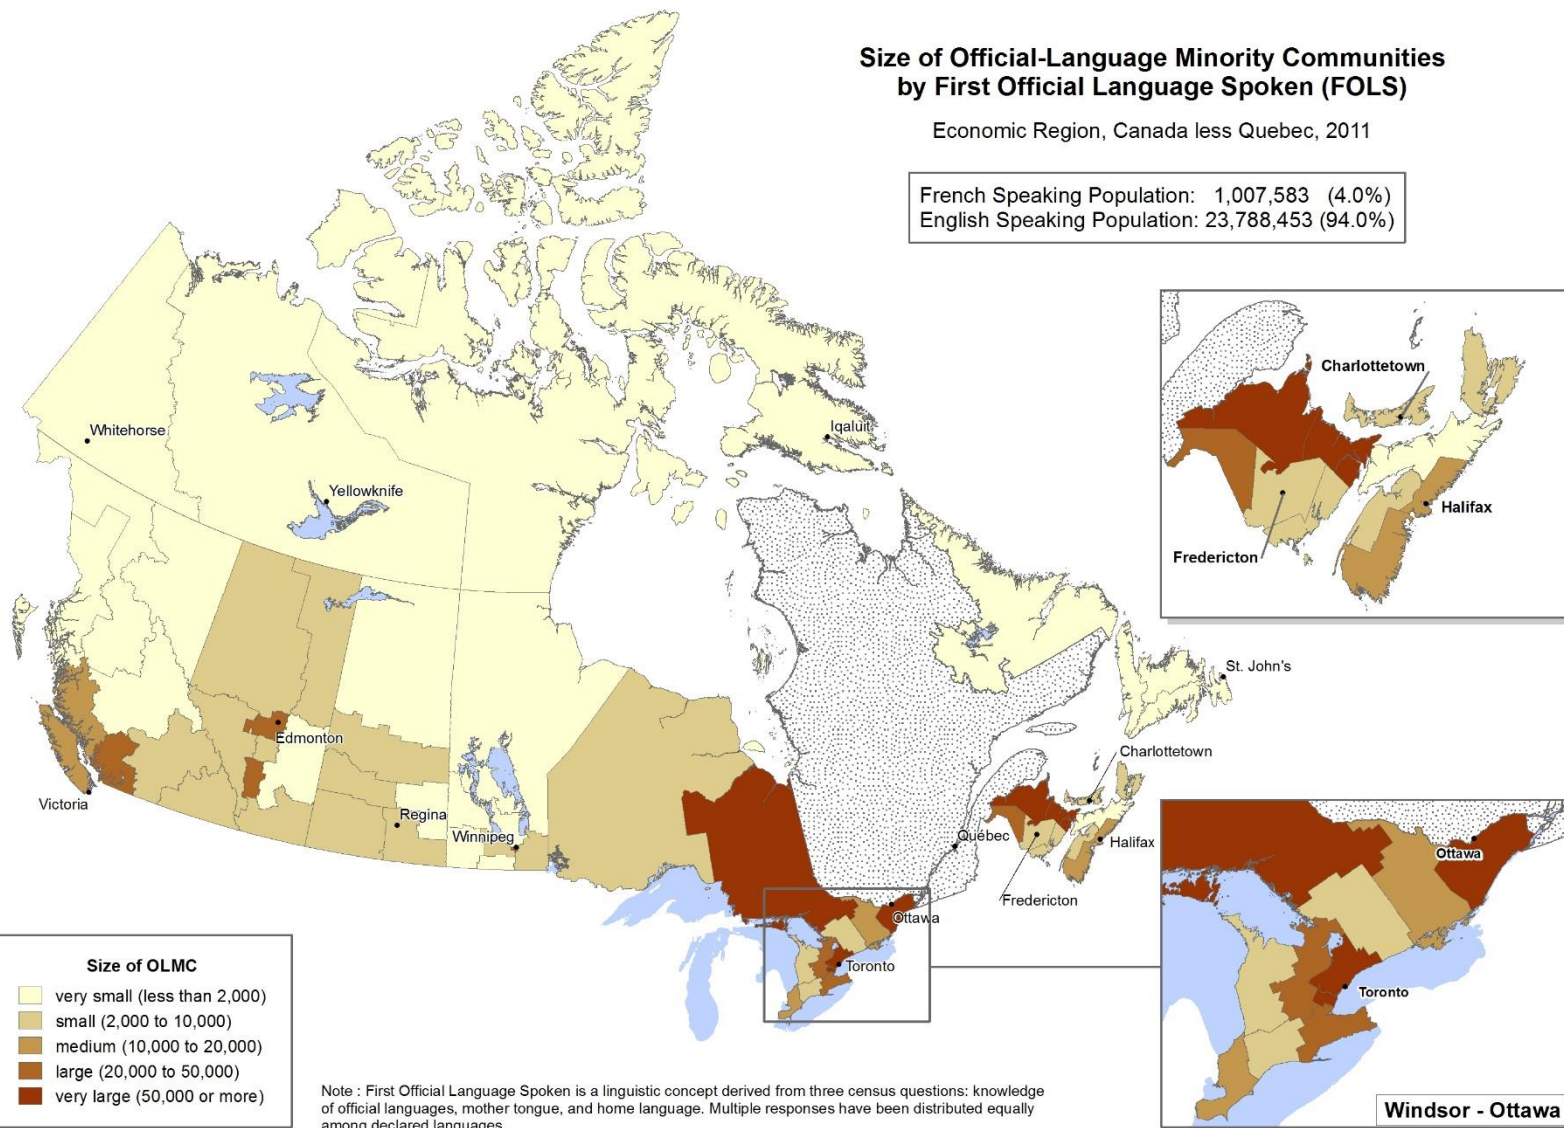 Size of Official-Language Minority Communities
by First Official Language Spoken (FOLS)
Economic Region, Canada less Quebec, 2011
French Speaking Population: 1,007,583 (4.0%)
English Speaking Population: 23,788,453 (94.0%)
Charlottetown
Halifax
Fredericton
Whitehorse
Iqaluit
Yellowknife
St. John's
Edmonton
Charlottetown
Victoria
Regina
Winnipeg
Québec
Halifax
Fredericton
Ottawa
Toronto
Ottawa
Toronto
Windsor - Ottawa
Size of OLMC
very small (less than 2,000)
small (2,000 to 10,000)
medium (10,000 to 20,000)
large (20,000 to 50,000)
very large (50,000 or more)
Note : First Official Language Spoken is a linguistic concept derived from three census questions: knowledge
of official languages, mother tongue, and home language. Multiple responses have been distributed equally
among declared languages